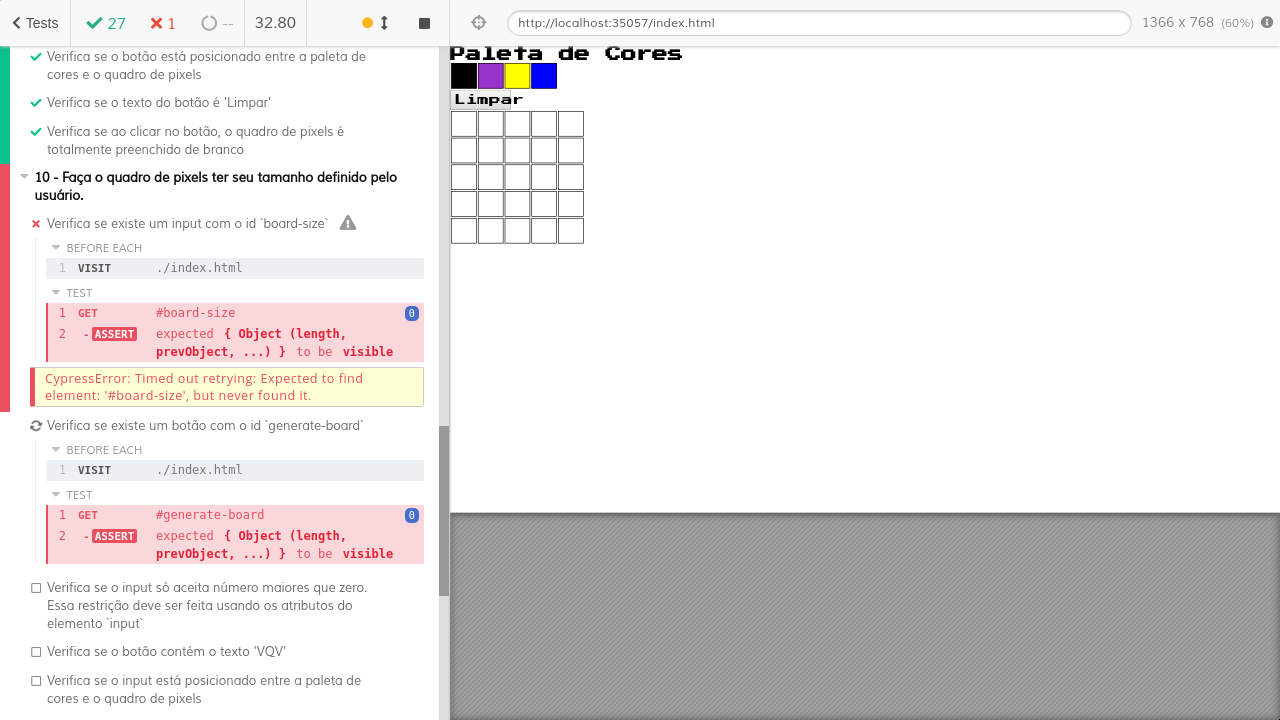 Tests
27
1
--
32.80
http://localhost:35057/index.html
1366 x 768 (60%)
Verifica se o botão está posicionado entre a paleta de
cores e o quadro de pixels
Verifica se o texto do botão é 'Limpar'
Verifica se ao clicar no botão, o quadro de pixels é
totalmente preenchido de branco
10 - Faça o quadro de pixels ter seu tamanho definido pelo
usuário.
Verifica se existe um input com o id `board-size`
BEFORE EACH
1 VISIT ./index.html
TEST
1 GET #board-size 0
2 -ASSERT expected { Object (length,
prevObject, ...) } to be visible
CypressError: Timed out retrying: Expected to find
element: '#board-size', but never found it.
Verifica se existe um botão com o id `generate-board`
BEFORE EACH
1 VISIT ./index.html
TEST
1 GET #generate-board 0
2 -ASSERT expected { Object (length,
prevObject, ...) } to be visible
Verifica se o input só aceita número maiores que zero.
Essa restrição deve ser feita usando os atributos do
elemento `input`
Verifica se o botão contém o texto 'VQV'
Verifica se o input está posicionado entre a paleta de
cores e o quadro de pixels
Paleta de Cores
Limpar